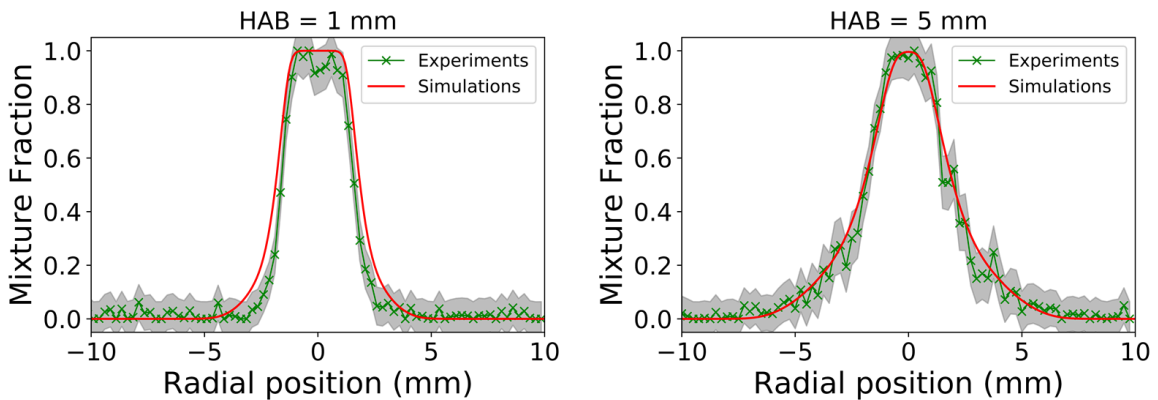 HAB = 1 mm
Mixture Fraction
1.0
0.8
0.6
0.4
0.2
0.0
Experiments
Simulations
−10
−5
0
5
10
Radial position (mm)
HAB = 5 mm
Mixture Fraction
1.0
0.8
0.6
0.4
0.2
0.0
Experiments
Simulations
−10
−5
0
5
10
Radial position (mm)